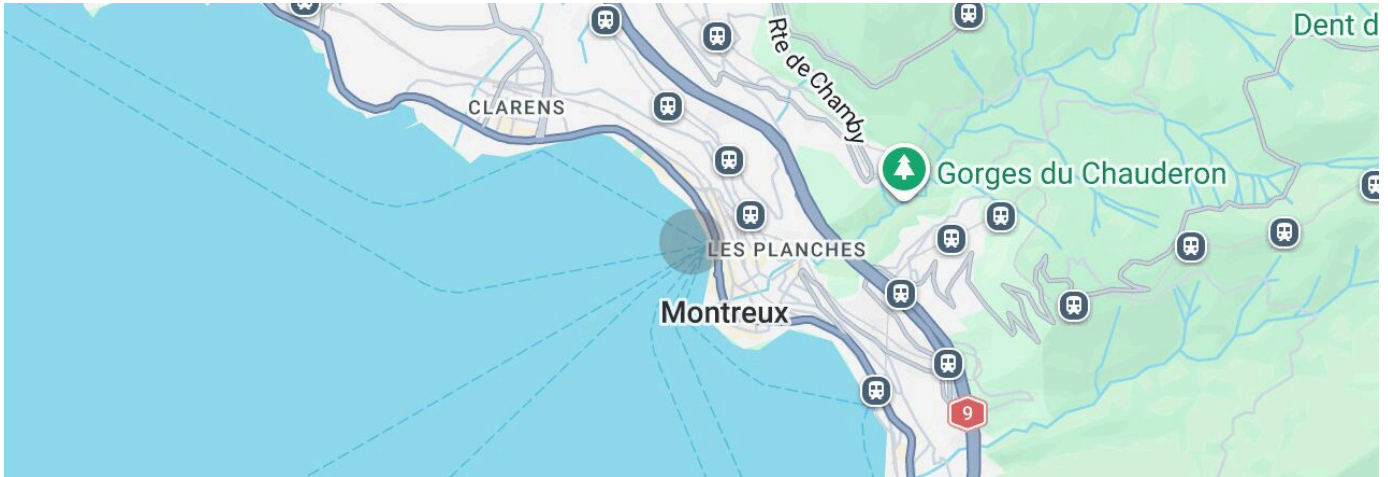 Dent d
Rte de Chamby
CLARENS
Gorges du Chauderon
LES PLANCHES
Montreux
9